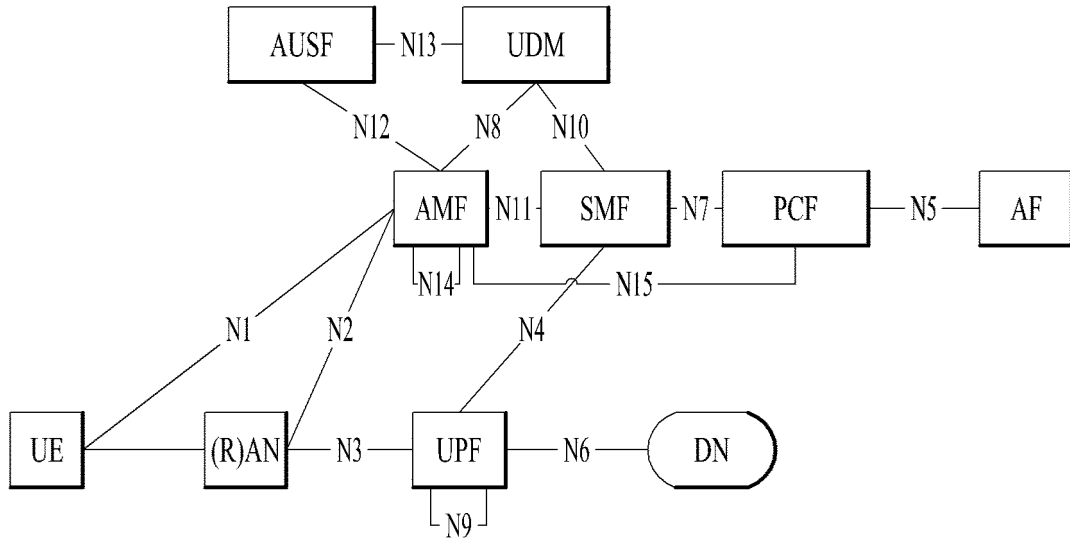 AUSF N13 UDM
N12 N8 N10
AMF N11 SMF N7 PCF N5 AF
N14 N15
N1 N2 N4
UE (R)AN N3 UPF N6 DN
N9